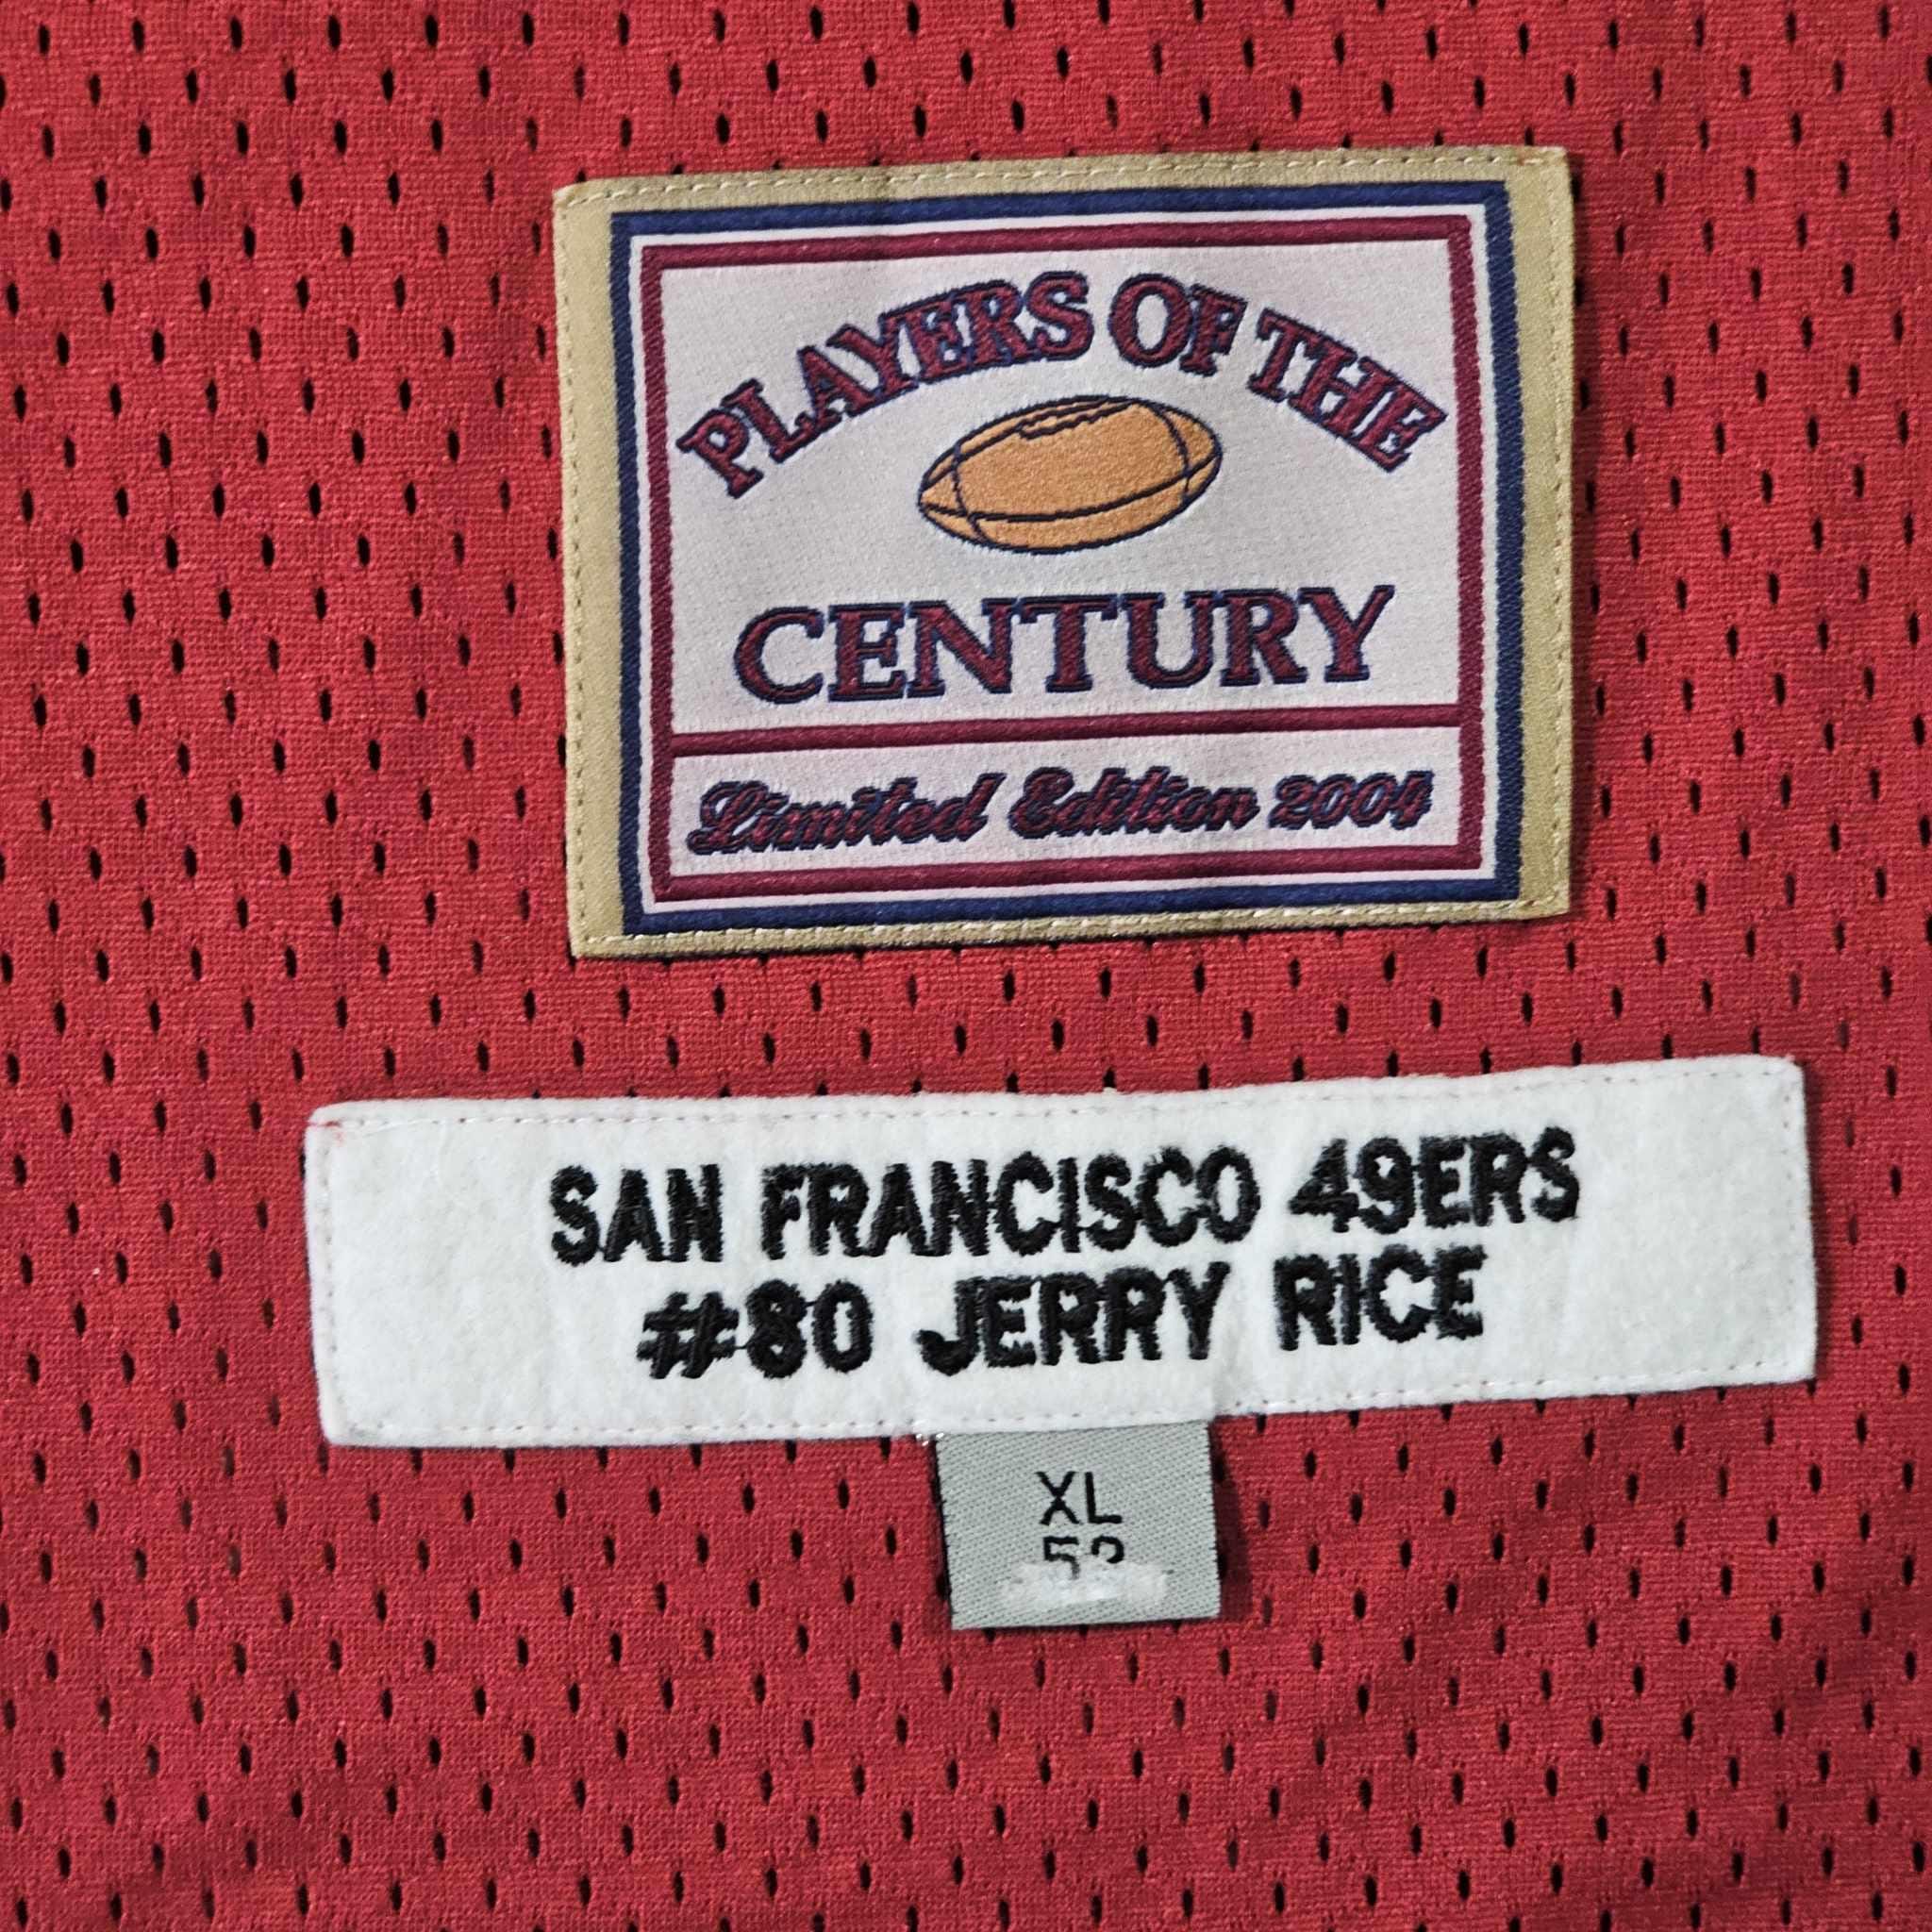 PLAYERS OF THE
CENTURY
Limited Edition 2004
SAN FRANCISCO 49ERS
#80 JERRY RICE
XL